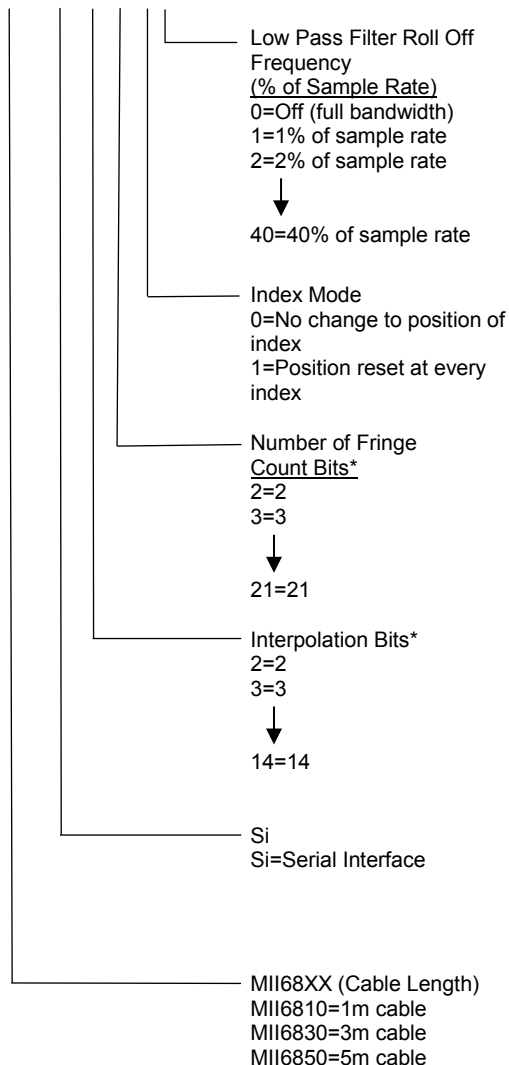 Low Pass Filter Roll Off
Frequency
(% of Sample Rate)
0=Off (full bandwidth)
1=1% of sample rate
2=2% of sample rate
40=40% of sample rate
Index Mode
0=No change to position of
index
1=Position reset at every
index
Number of Fringe
Count Bits*
2=2
3=3
21=21
Interpolation Bits*
2=2
3=3
14=14
Si
Si=Serial Interface
MII68XX (Cable Length)
MII6810=1m cable
MII6830=3m cable
MII6850=5m cable